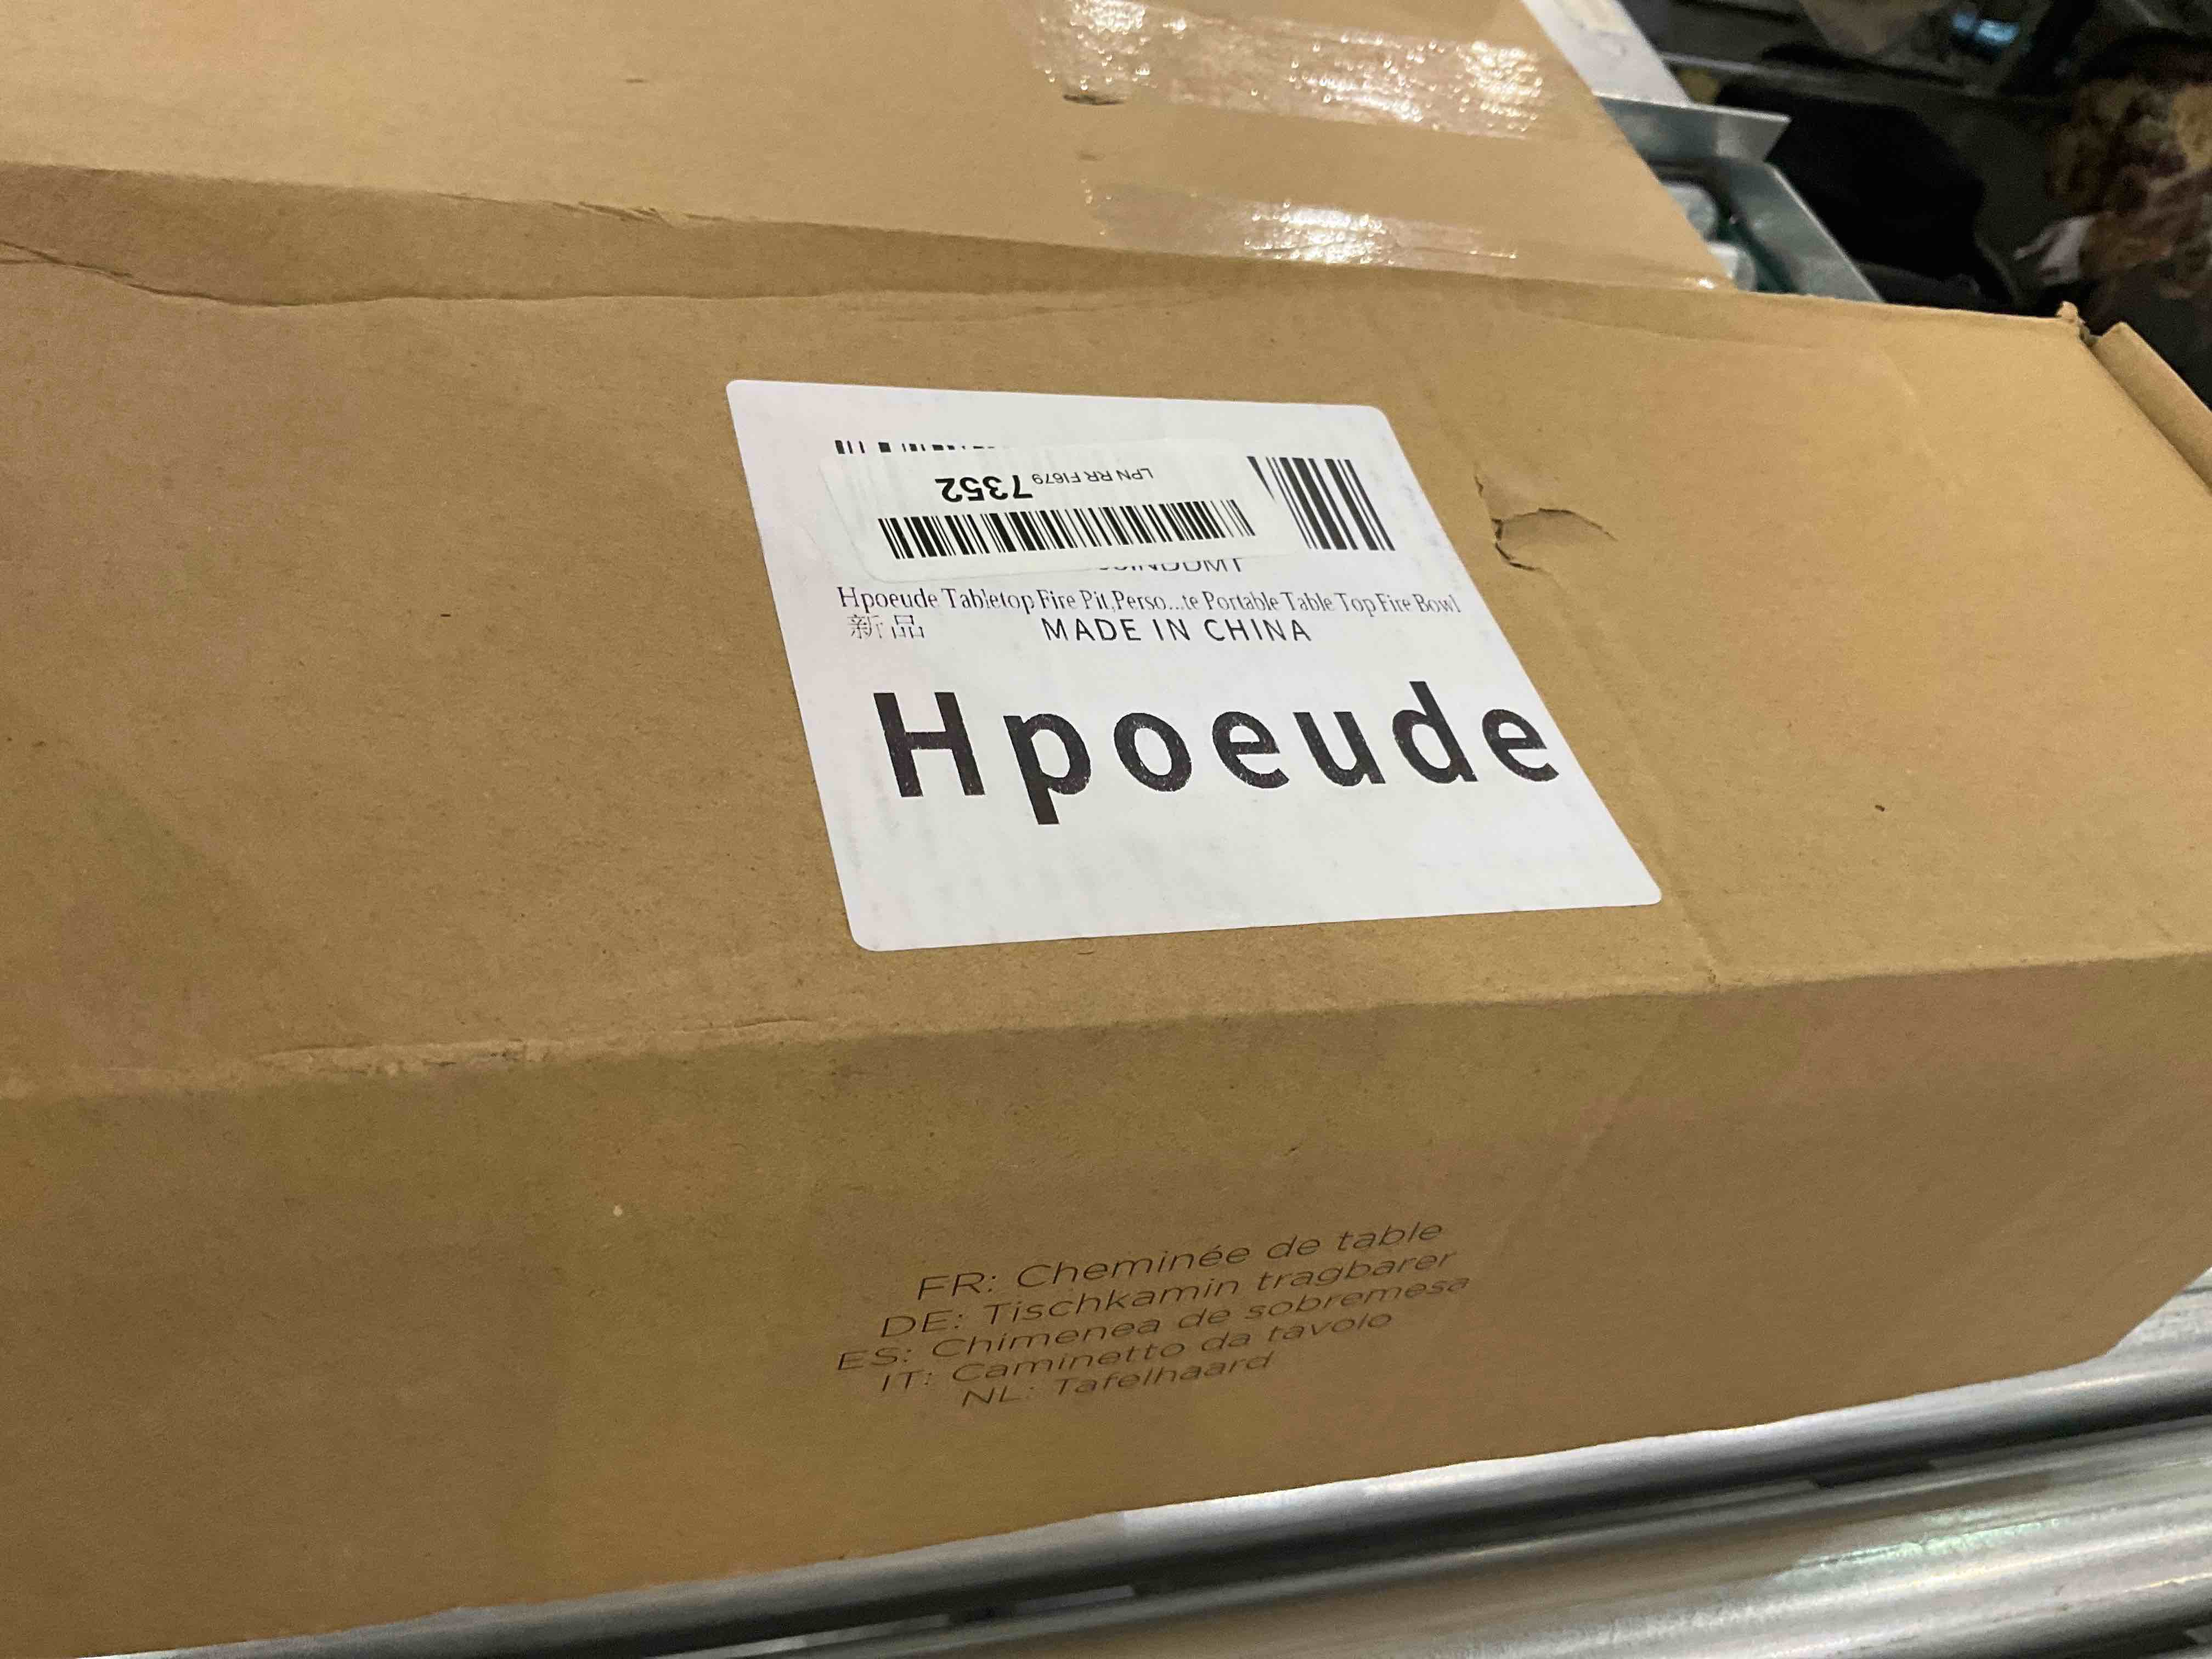 LPN RR FI679 7352
Hpoeude Tabletop Fire Pit,Perso...te Portable Table Top Fire Bowl
新品
MADE IN CHINA
Hpoeude
FR: Cheminée de table
DE: Tischkamin tragbarer
ES: Chimenea de sobremesa
IT: Caminetto da tavolo
NL: Tafelhaard